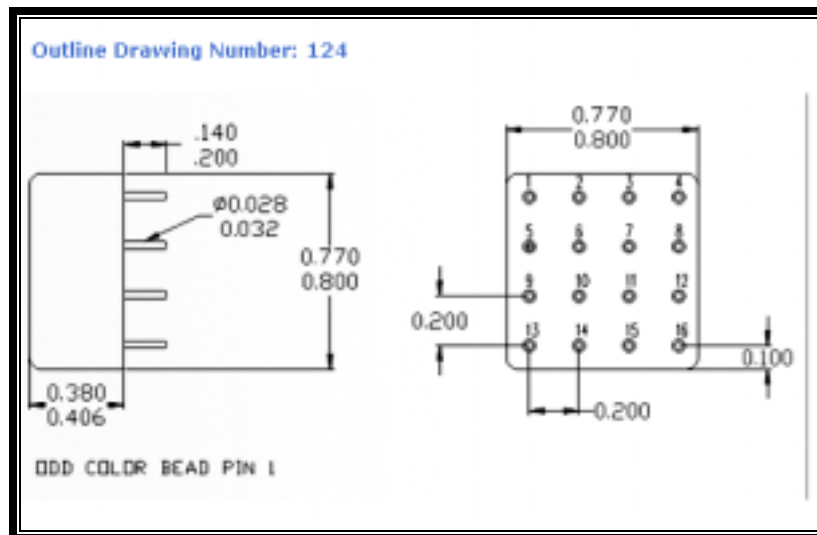 Outline Drawing Number: 124
.140
.200
ø0.028
0.032
0.770
0.800
0.380
0.406
ODD COLOR BEAD PIN 1
0.770
0.800
1 2 3 4
5 6 7 8
9 10 11 12
13 14 15 16
0.200
0.100
0.200